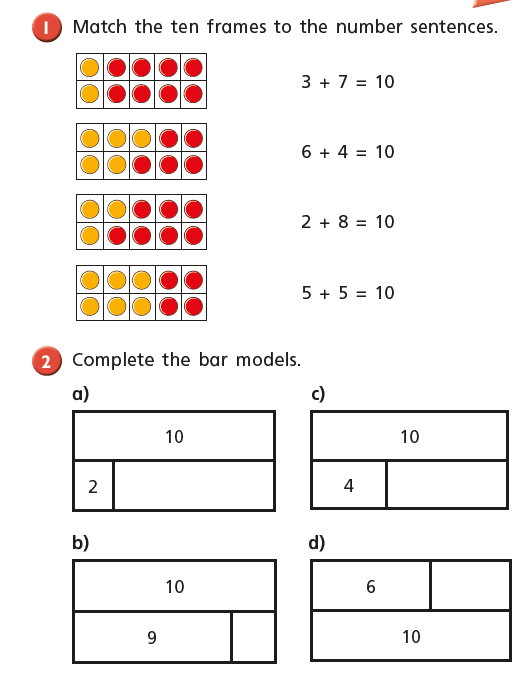 1 Match the ten frames to the number sentences.
3 + 7 = 10
6 + 4 = 10
2 + 8 = 10
5 + 5 = 10
2 Complete the bar models.
a)
10
2
c)
10
4
b)
10
9
d)
6
10